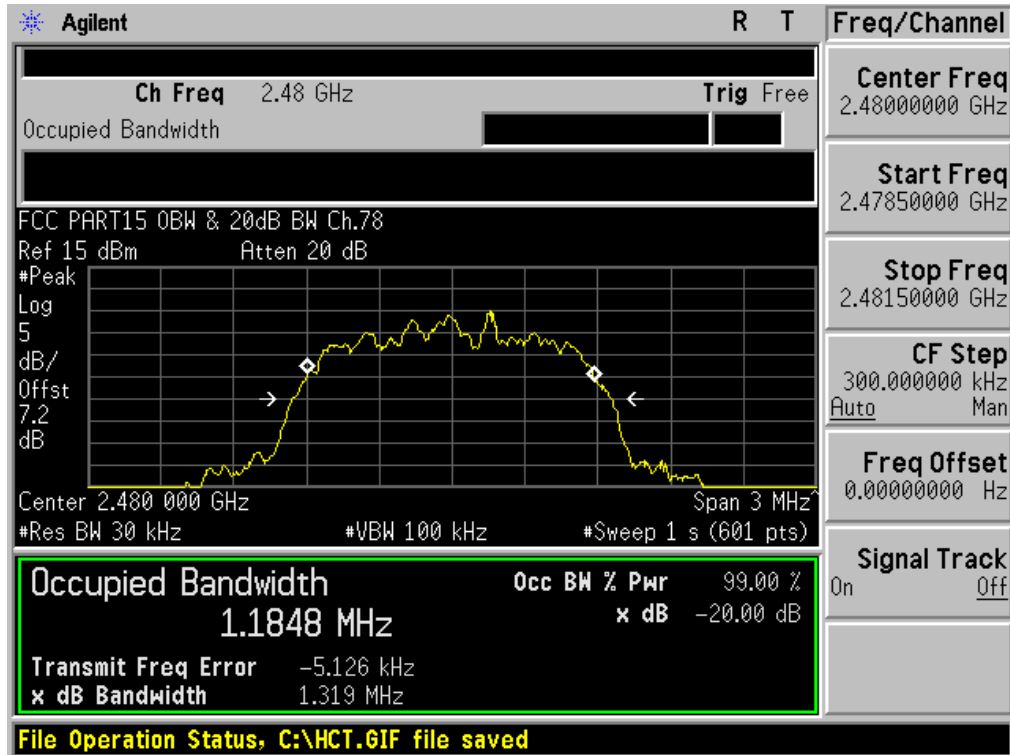 Agilent R T Freq/Channel
Ch Freq 2.48 GHz Trig Free
Occupied Bandwidth
Center Freq
2.48000000 GHz
Start Freq
2.47850000 GHz
Stop Freq
2.48150000 GHz
CF Step
300.000000 kHz
Auto Man
Freq Offset
0.00000000 Hz
Signal Track
On Off
FCC PART15 OBW & 20dB BW Ch.78
Ref 15 dBm Atten 20 dB
#Peak
Log
5
dB/
Offst
7.2
dB
Center 2.480 000 GHz Span 3 MHz^
#Res BW 30 kHz #VBW 100 kHz #Sweep 1 s (601 pts)
Occupied Bandwidth Occ BW % Pwr 99.00 %
1.1848 MHz x dB -20.00 dB
Transmit Freq Error -5.126 kHz
x dB Bandwidth 1.319 MHz
File Operation Status, C:\HCT.GIF file saved